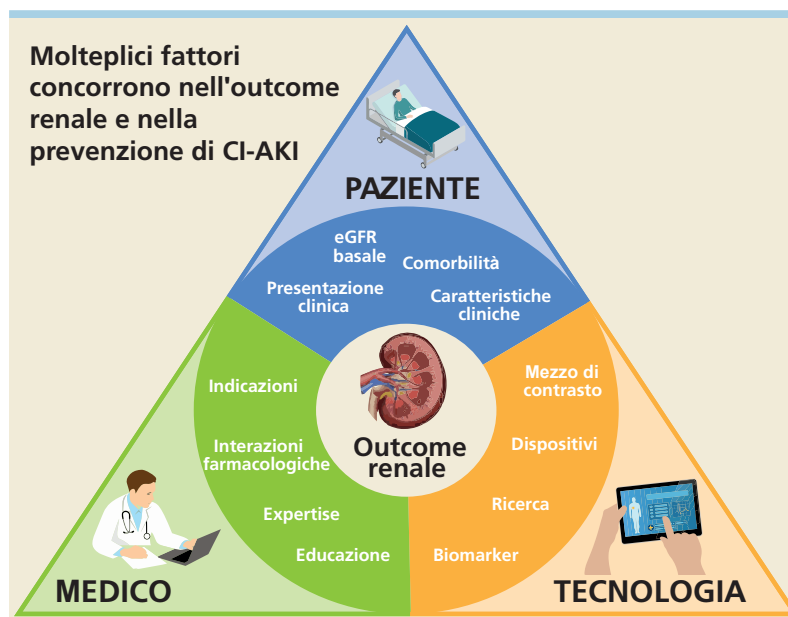 Molteplici fattori
concorrono nell'outcome
renale e nella
prevenzione di CI-AKI
PAZIENTE
eGFR
basale
Comorbilità
Presentazione
clinica
Caratteristiche
cliniche
Indicazioni
Interazioni
farmacologiche
Expertise
Educazione
Mezzo di
contrasto
Dispositivi
Ricerca
Biomarker
Outcome
renale
MEDICO
TECNOLOGIA